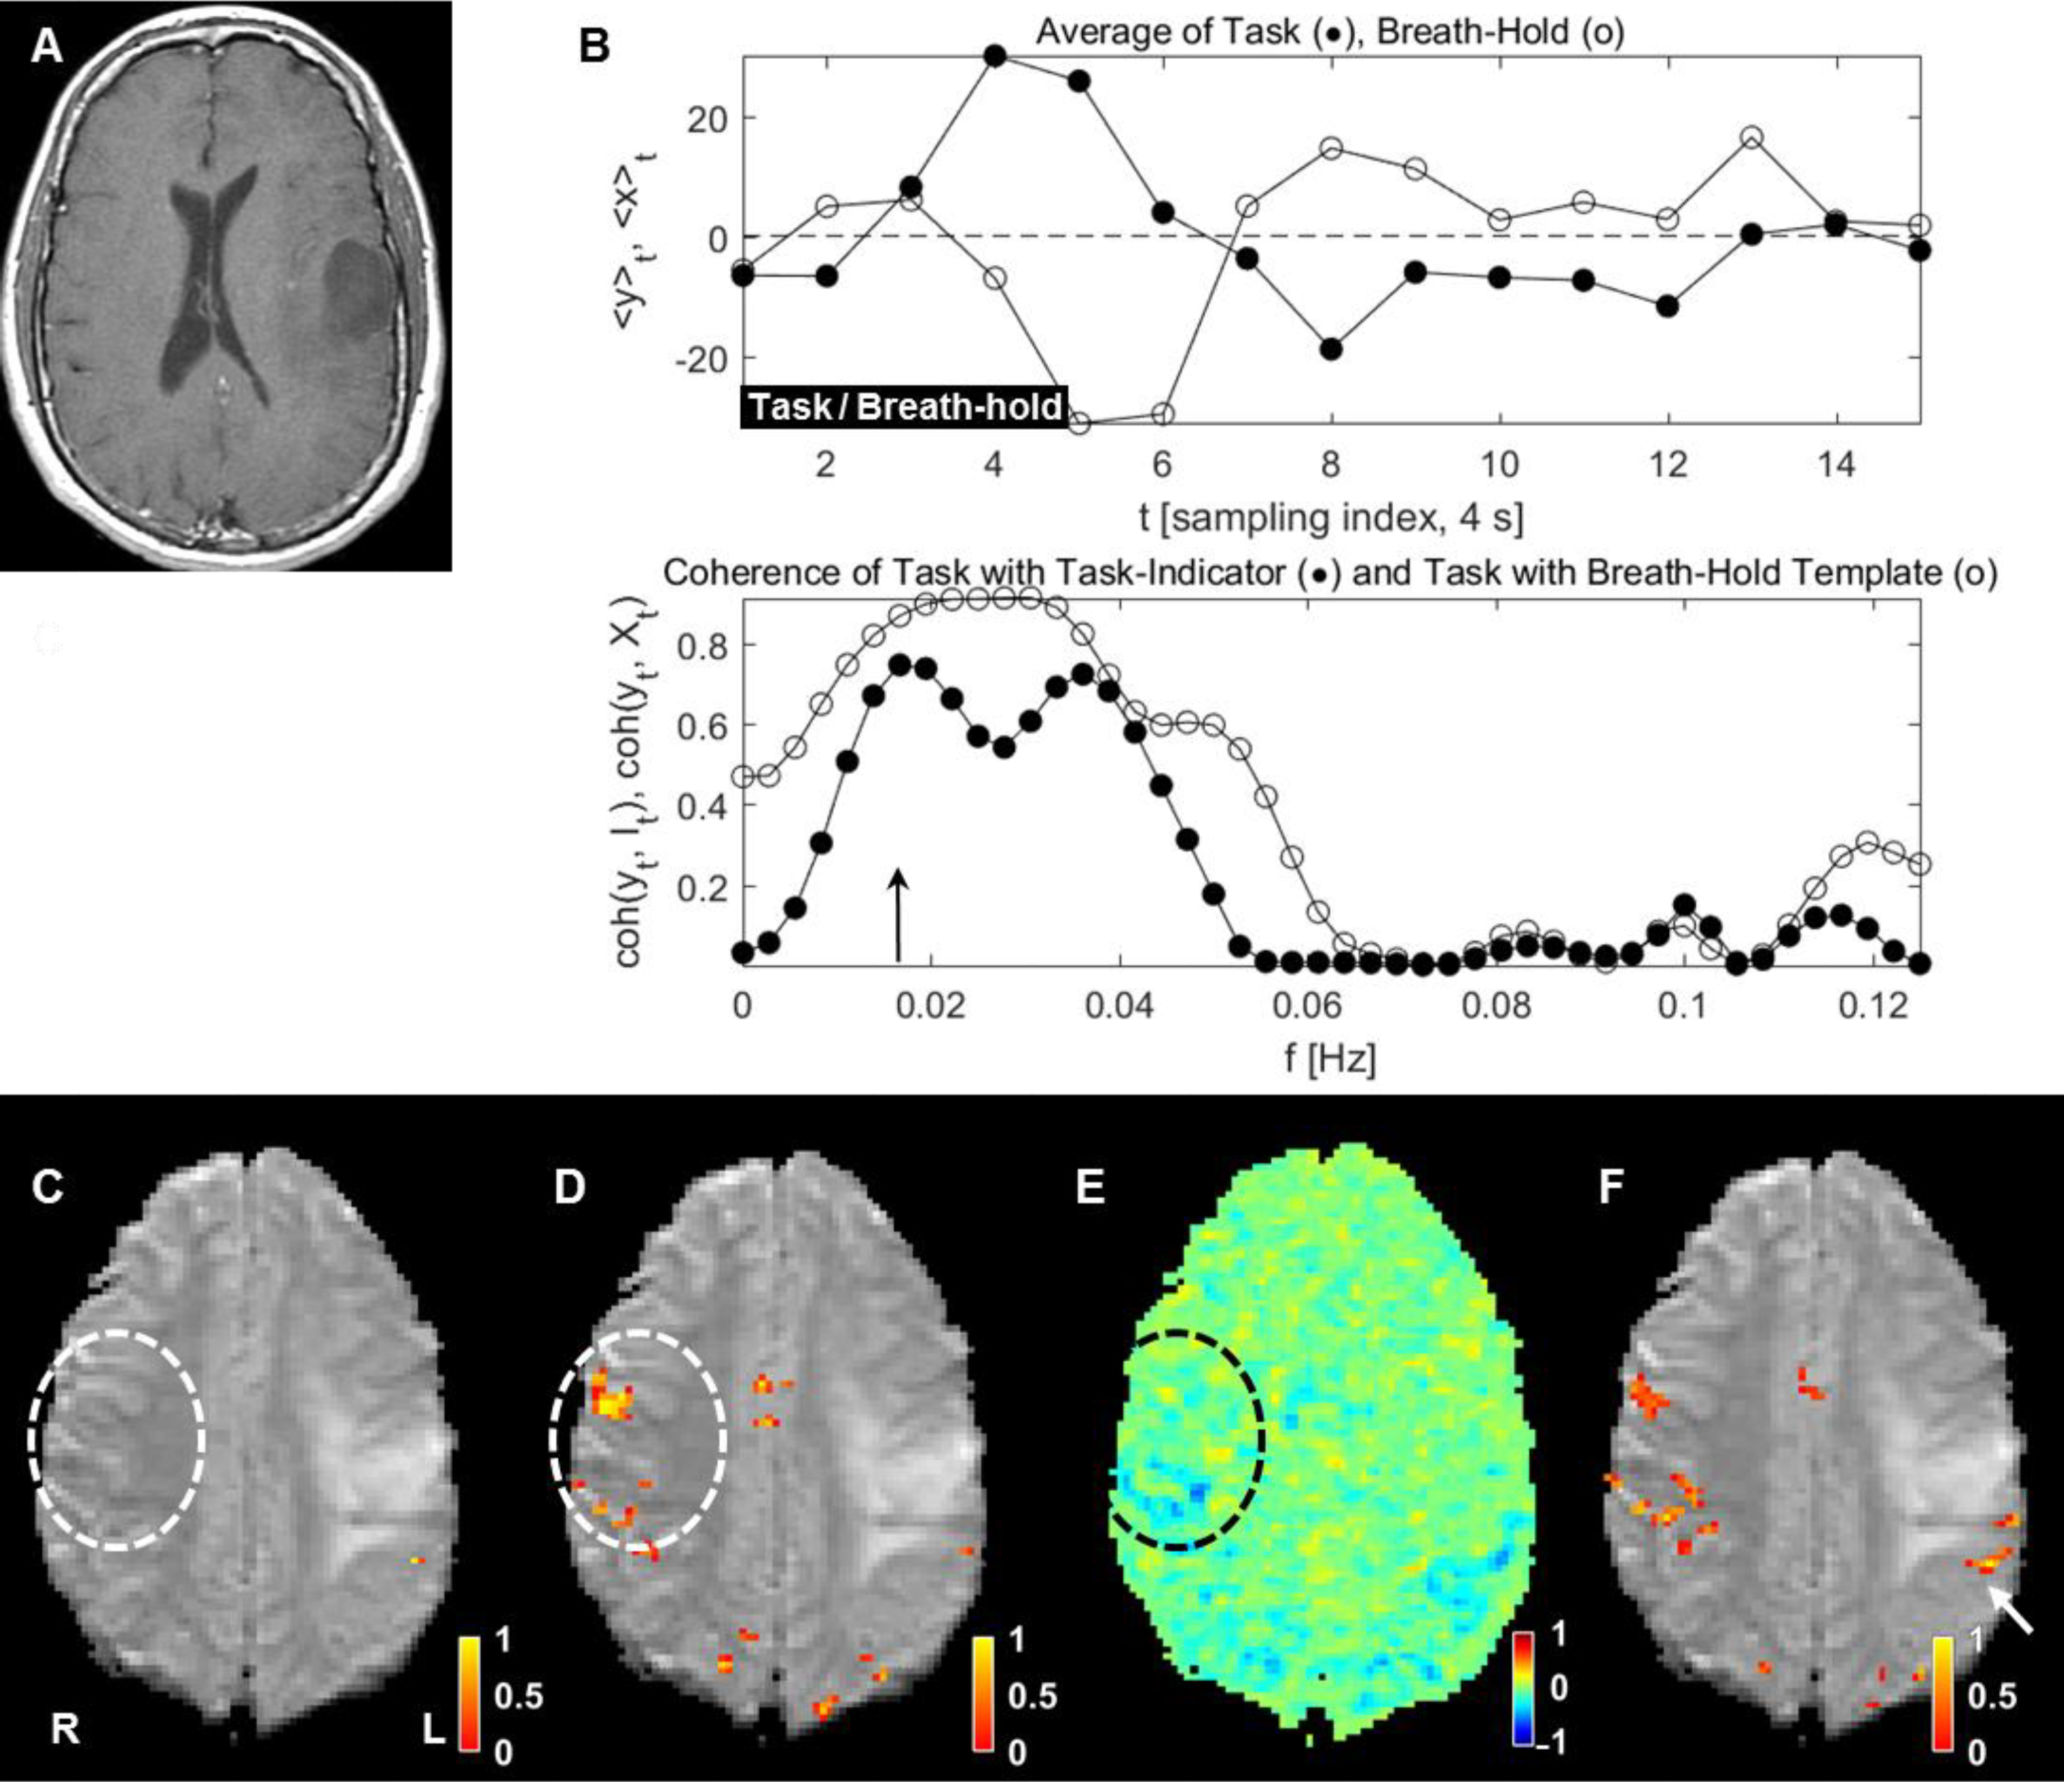 A
B
Average of Task (●), Breath-Hold (o)
<y>t, <x>t
20
0
-20
Task / Breath-hold
2 4 6 8 10 12 14
t [sampling index, 4 s]
Coherence of Task with Task-Indicator (●) and Task with Breath-Hold Template (o)
coh(yt, It), coh(yt, Xt)
0.8
0.6
0.4
0.2
0 0.02 0.04 0.06 0.08 0.1 0.12
f [Hz]
C D E F
1 1 1 1
0.5 0.5 0 0.5
0 0 -1 0
R L